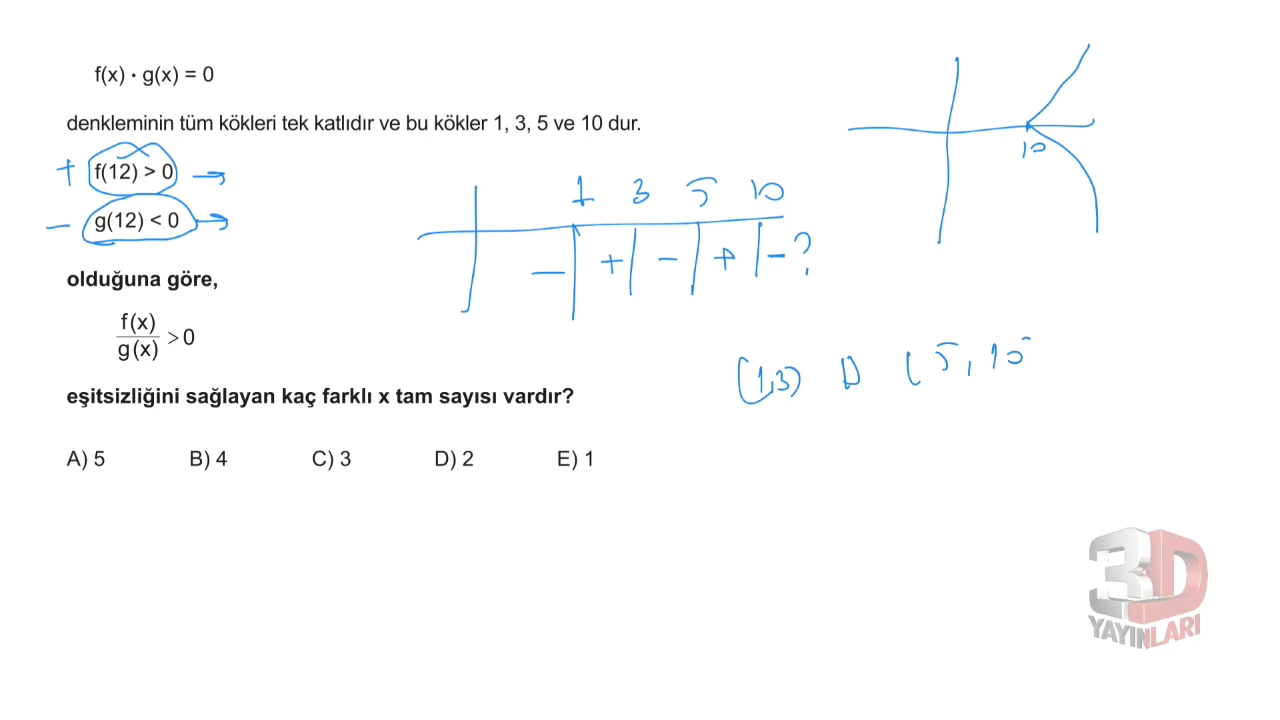 f(x) · g(x) = 0
denkleminin tüm kökleri tek katlıdır ve bu kökler 1, 3, 5 ve 10 dur.
+ f(12) > 0 →
− g(12) < 0 →
olduğuna göre,
f(x)
g(x) > 0
eşitsizliğini sağlayan kaç farklı x tam sayısı vardır?
A) 5 B) 4 C) 3 D) 2 E) 1
1 3 5 10
− + − + − ?
10
(1,3) U (5, 10
3D
YAYINLARI